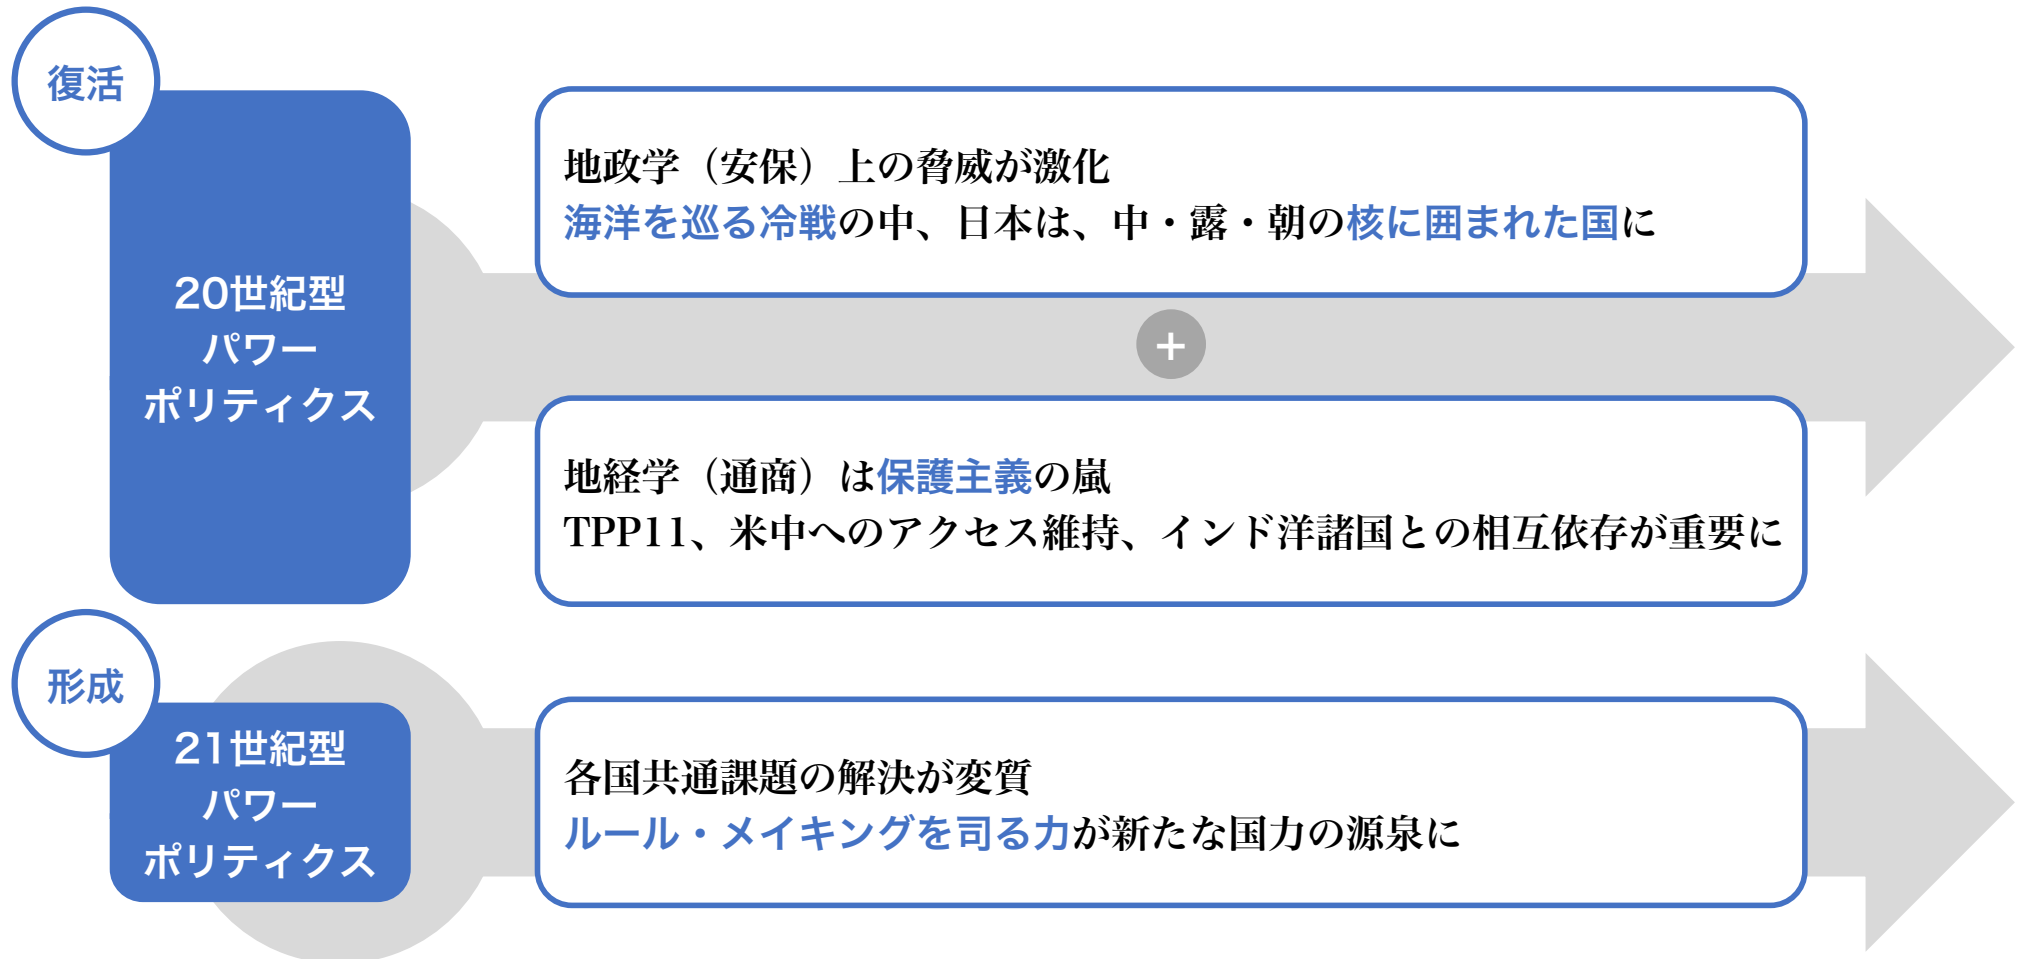 復活
20世紀型
パワー
ポリティクス
地政学（安保）上の脅威が激化
海洋を巡る冷戦の中、日本は、中・露・朝の核に囲まれた国に
+
地経学（通商）は保護主義の嵐
TPP11、米中へのアクセス維持、インド洋諸国との相互依存が重要に
形成
21世紀型
パワー
ポリティクス
各国共通課題の解決が変質
ルール・メイキングを司る力が新たな国力の源泉に